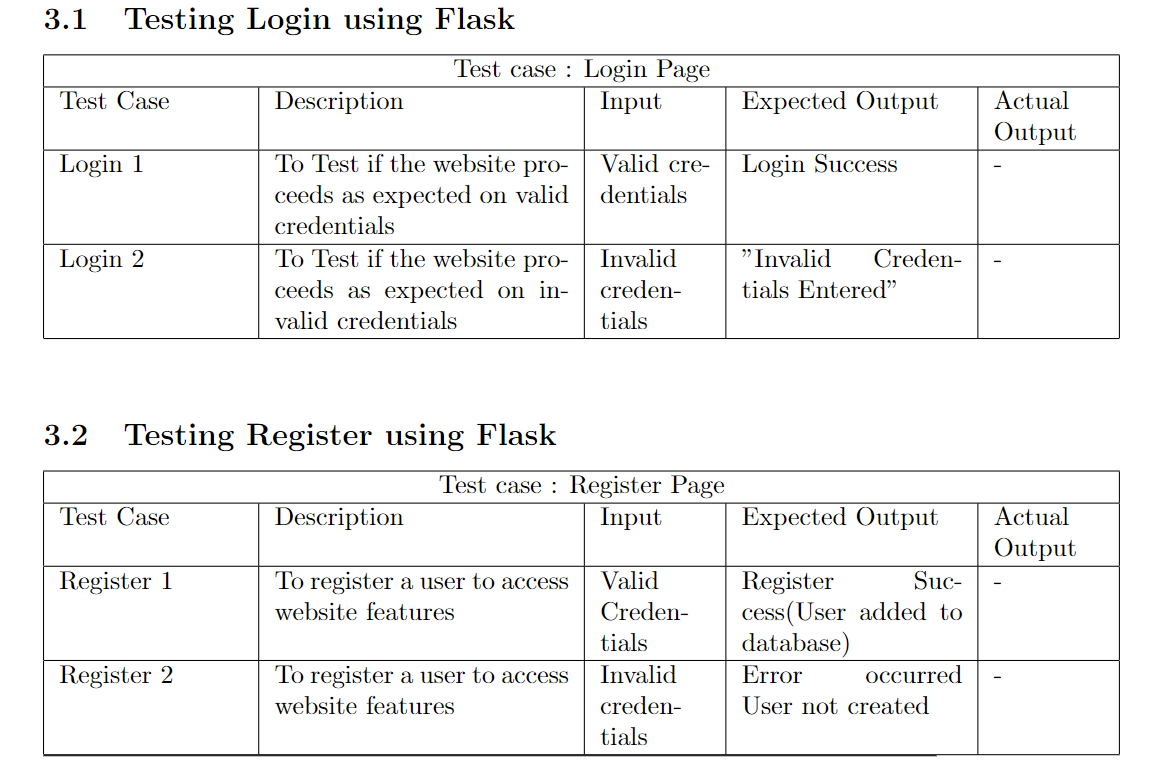 3.1 Testing Login using Flask
Test case : Login Page
Test Case Description Input Expected Output Actual
Output
Login 1 To Test if the website pro- Valid cre- Login Success -
ceeds as expected on valid dentials
credentials
Login 2 To Test if the website pro- Invalid ”Invalid Creden- -
ceeds as expected on in- creden- tials Entered”
valid credentials tials
3.2 Testing Register using Flask
Test case : Register Page
Test Case Description Input Expected Output Actual
Output
Register 1 To register a user to access Valid Register Suc- -
website features Creden- cess(User added to
tials database)
Register 2 To register a user to access Invalid Error occurred -
website features creden- User not created
tials